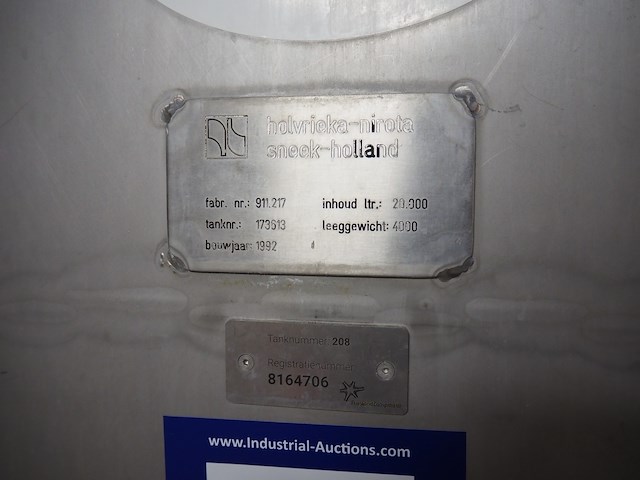 holvrieka-nirota
sneek-holland
fabr. nr.: 911.217 inhoud ltr.: 20.000
tanknr.: 173613 leeggewicht: 4000
bouwjaar: 1992
Tanknummer: 208
Registratienummer:
8164706
www.Industrial-Auctions.com